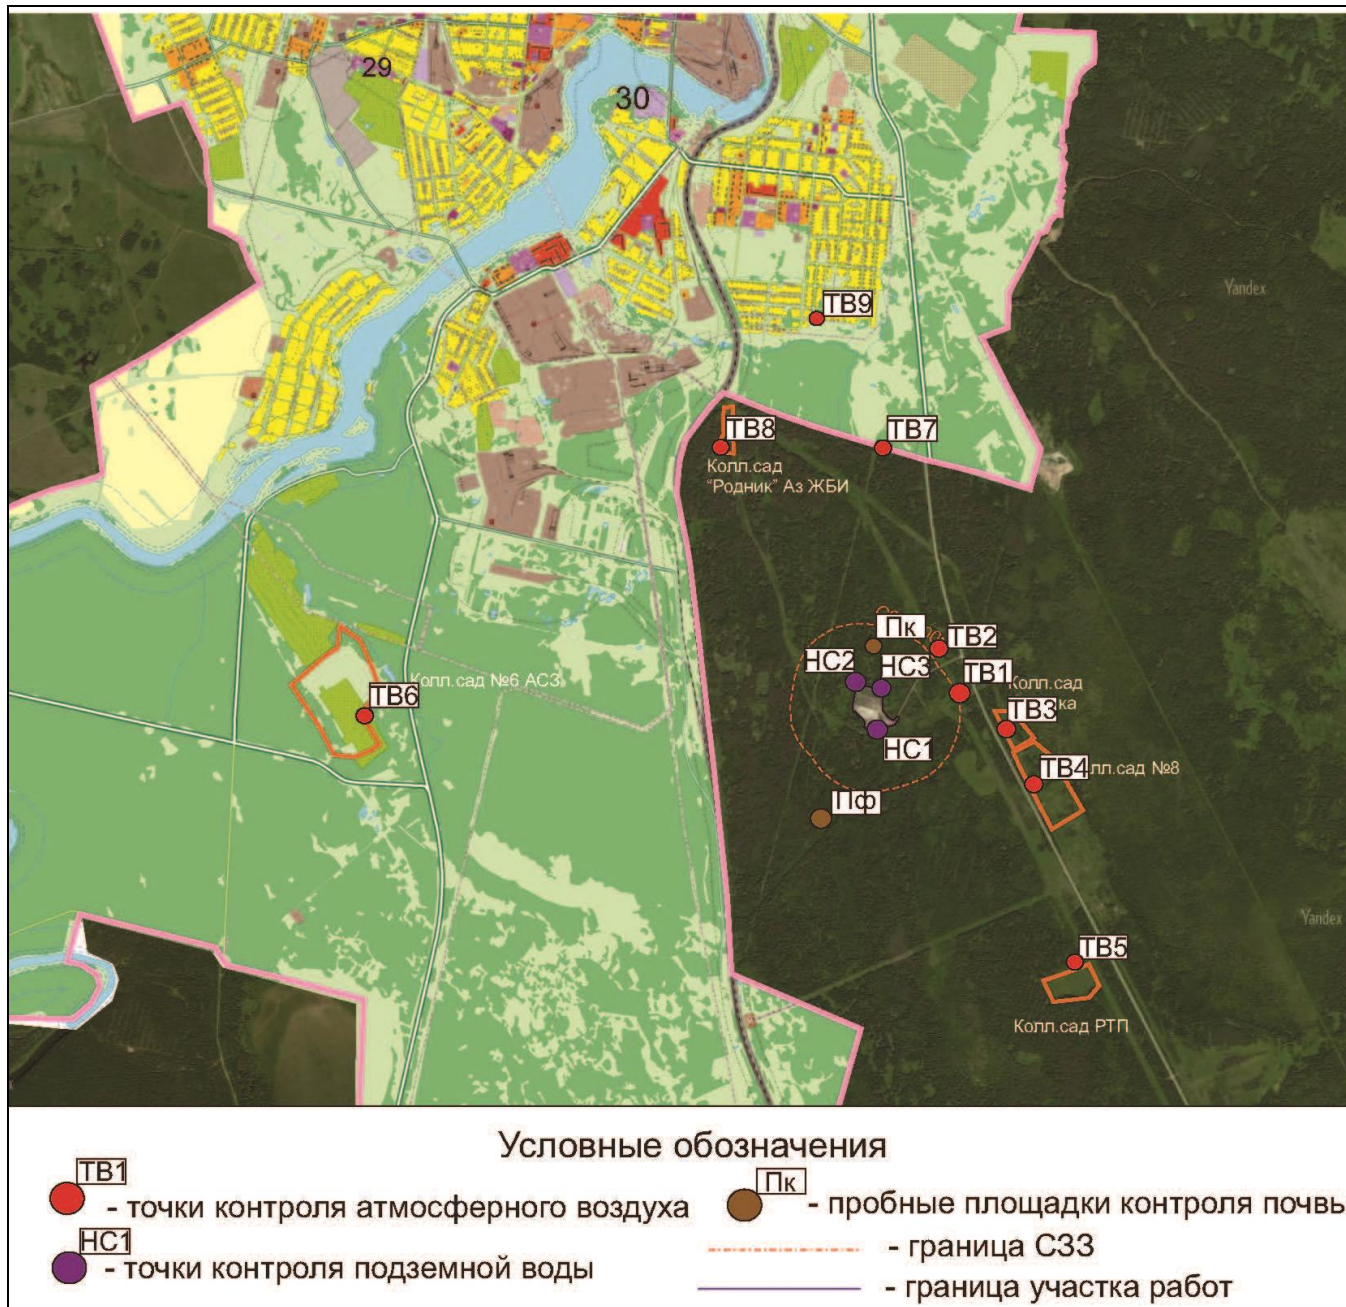 29
30
Yandex
ТВ9
ТВ8
ТВ7
Колл.сад
"Родник" Аз ЖБИ
Пк
ТВ2
НС2
НС3
ТВ1
Колл.сад
ка
Колл.сад №6 АСЗ
ТВ6
ТВ3
НС1
ТВ4
лл.сад №8
Пф
Yandex
ТВ5
Колл.сад РТП
Условные обозначения
ТВ1
- точки контроля атмосферного воздуха
Пк
- пробные площадки контроля почвы
НС1
- точки контроля подземной воды
- граница СЗЗ
- граница участка работ